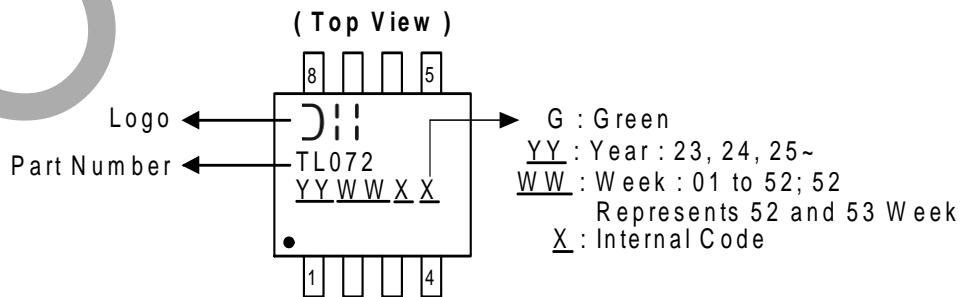 ( Top View )
8 5
Logo
Part Number
TL072
YYWWXX
1 4
G : Green
YY : Year : 23, 24, 25~
WW : Week : 01 to 52; 52
Represents 52 and 53 Week
X : Internal Code